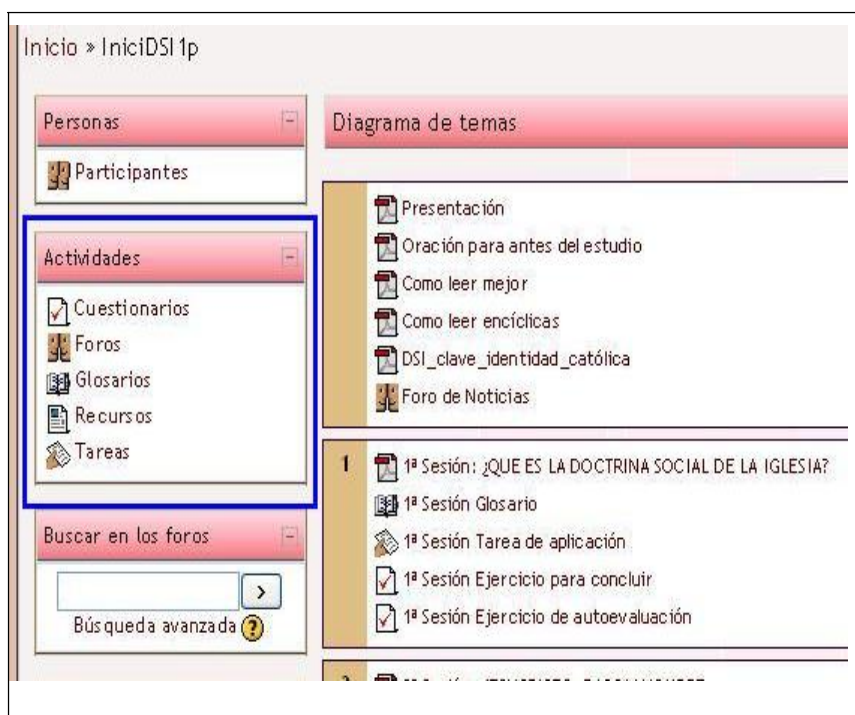 Inicio » IniciDSI 1p
Personas
Participantes
Actividades
Cuestionarios
Foros
Glosarios
Recursos
Tareas
Buscar en los foros
>
Búsqueda avanzada ?
Diagrama de temas
Presentación
Oración para antes del estudio
Como leer mejor
Como leer encíclicas
DSI_clave_identidad_católica
Foro de Noticias
1
1ª Sesión: ¿QUE ES LA DOCTRINA SOCIAL DE LA IGLESIA?
1ª Sesión Glosario
1ª Sesión Tarea de aplicación
1ª Sesión Ejercicio para concluir
1ª Sesión Ejercicio de autoevaluación